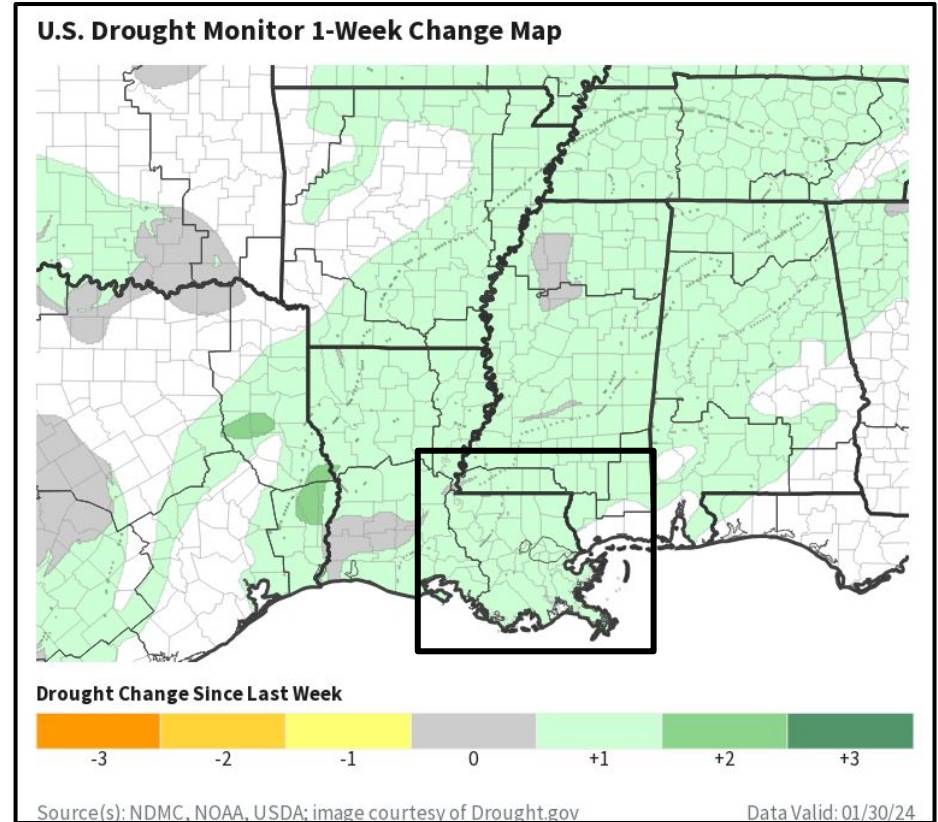 U.S. Drought Monitor 1-Week Change Map
Drought Change Since Last Week
-3 -2 -1 0 +1 +2 +3
Source(s): NDMC, NOAA, USDA; image courtesy of Drought.gov Data Valid: 01/30/24